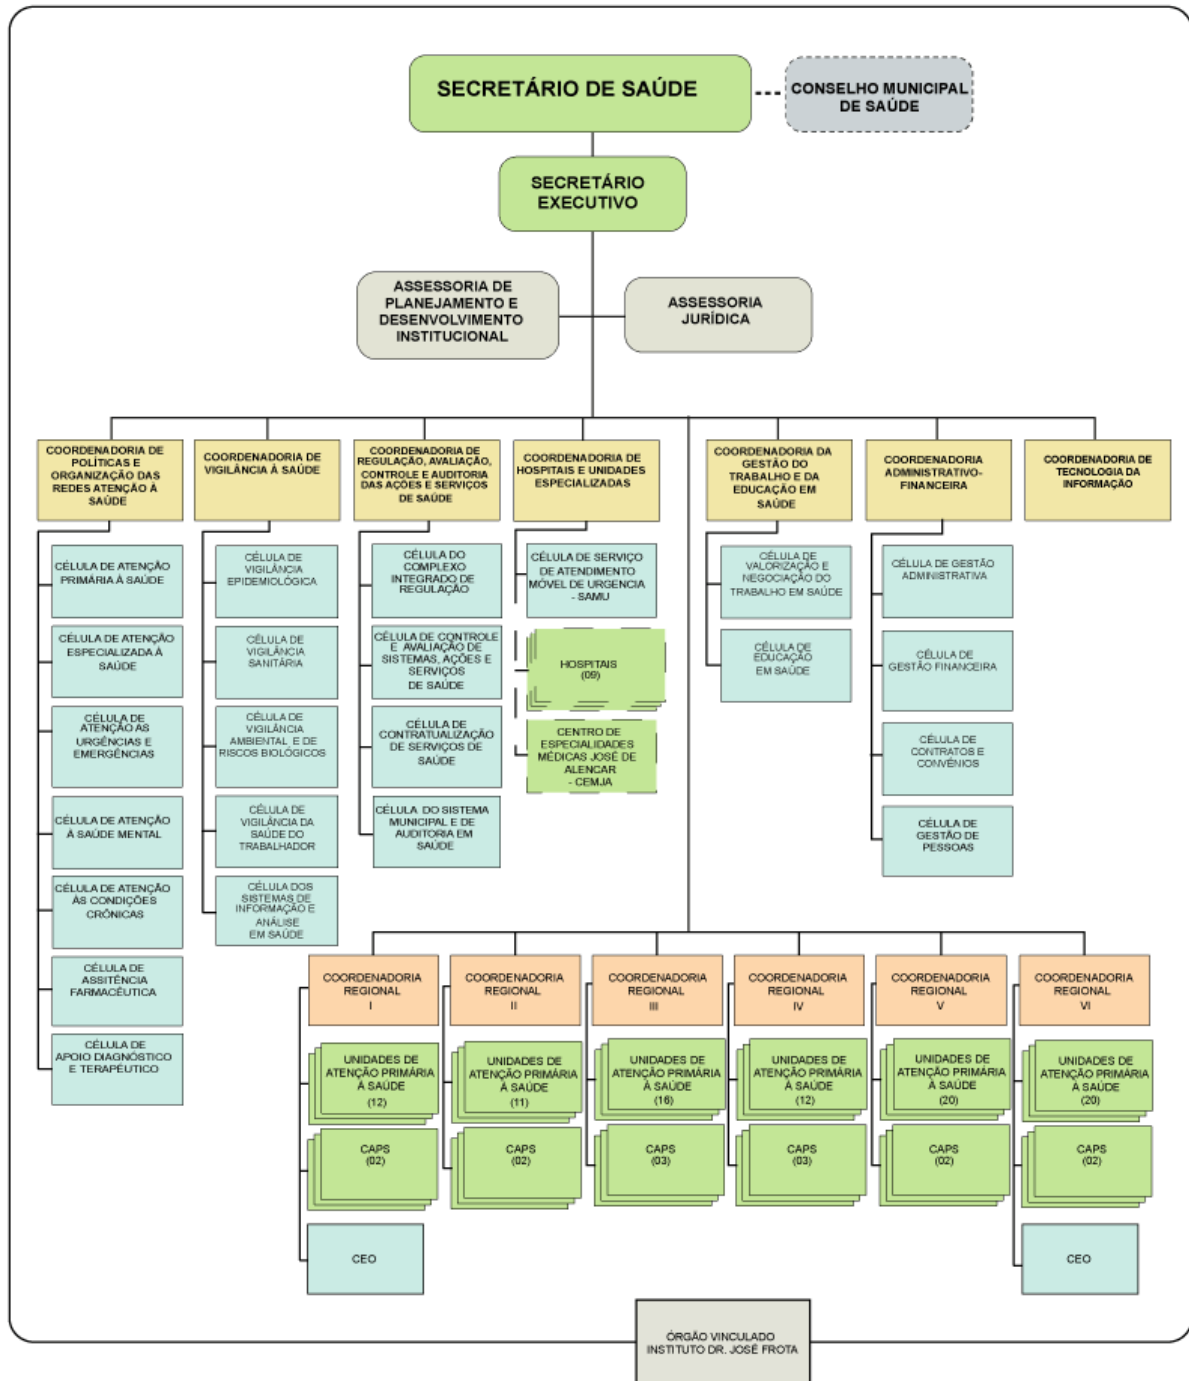 SECRETÁRIO DE SAÚDE
CONSELHO MUNICIPAL
DE SAÚDE
SECRETÁRIO
EXECUTIVO
ASSESSORIA DE
PLANEJAMENTO E
DESENVOLVIMENTO
INSTITUCIONAL
ASSESSORIA
JURÍDICA
COORDENADORIA DE
POLÍTICAS E
ORGANIZAÇÃO DAS
REDES ATENÇÃO À
SAÚDE
COORDENADORIA DE
VIGILÂNCIA À SAÚDE
COORDENADORIA DE
REGULAÇÃO, AVALIAÇÃO,
CONTROLE E AUDITORIA
DAS AÇÕES E SERVIÇOS
DE SAÚDE
COORDENADORIA DE
HOSPITAIS E UNIDADES
ESPECIALIZADAS
COORDENADORIA DA
GESTÃO DO
TRABALHO E DA
EDUCAÇÃO EM
SAÚDE
COORDENADORIA
ADMINISTRATIVO-
FINANCEIRA
COORDENADORIA DE
TECNOLOGIA DA
INFORMAÇÃO
CÉLULA DE ATENÇÃO
PRIMÁRIA À SAÚDE
CÉLULA DE ATENÇÃO
ESPECIALIZADA À
SAÚDE
CÉLULA DE
ATENÇÃO AS
URGÊNCIAS E
EMERGÊNCIAS
CÉLULA DE ATENÇÃO
À SAÚDE MENTAL
CÉLULA DE ATENÇÃO
ÀS CONDIÇÕES
CRÔNICAS
CÉLULA DE
ASSITÊNCIA
FARMACÊUTICA
CÉLULA DE
APOIO DIAGNÓSTICO
E TERAPÉUTICO
CÉLULA DE
VIGILÂNCIA
EPIDEMIOLÓGICA
CÉLULA DE
VIGILÂNCIA
SANITÁRIA
CÉLULA DE
VIGILÂNCIA
AMBIENTAL E DE
RISCOS BIOLÓGICOS
CÉLULA DE
VIGILÂNCIA DA
SAÚDE DO
TRABALHADOR
CÉLULA DOS
SISTEMAS DE
INFORMAÇÃO E
ANÁLISE
EM SAÚDE
CÉLULA DO
COMPLEXO
INTEGRADO DE
REGULAÇÃO
CÉLULA DE CONTROLE
E AVALIAÇÃO DE
SISTEMAS, AÇÕES E
SERVIÇOS
DE SAÚDE
CÉLULA DE
CONTRATUALIZAÇÃO
DE SERVIÇOS DE
SAÚDE
CÉLULA DO SISTEMA
MUNICIPAL E DE
AUDITORIA EM
SAÚDE
CÉLULA DE SERVIÇO
DE ATENDIMENTO
MÓVEL DE URGENCIA
- SAMU
HOSPITAIS
(09)
CENTRO DE
ESPECIALIDADES
MÉDICAS JOSÉ DE
ALENCAR
- CEMJA
CÉLULA DE
VALORIZAÇÃO E
NEGOCIAÇÃO DO
TRABALHO EM SAÚDE
CÉLULA DE
EDUCAÇÃO
EM SAÚDE
CÉLULA DE GESTÃO
ADMINISTRATIVA
CÉLULA DE
GESTÃO FINANCEIRA
CÉLULA DE
CONTRATOS E
CONVÊNIOS
CÉLULA DE
GESTÃO DE
PESSOAS
COORDENADORIA
REGIONAL
I
COORDENADORIA
REGIONAL
II
COORDENADORIA
REGIONAL
III
COORDENADORIA
REGIONAL
IV
COORDENADORIA
REGIONAL
V
COORDENADORIA
REGIONAL
VI
UNIDADES DE
ATENÇÃO PRIMÁRIA
À SAÚDE
(12)
UNIDADES DE
ATENÇÃO PRIMÁRIA
À SAÚDE
(11)
UNIDADES DE
ATENÇÃO PRIMÁRIA
À SAÚDE
(16)
UNIDADES DE
ATENÇÃO PRIMÁRIA
À SAÚDE
(12)
UNIDADES DE
ATENÇÃO PRIMÁRIA
À SAÚDE
(20)
UNIDADES DE
ATENÇÃO PRIMÁRIA
À SAÚDE
(20)
CAPS
(02)
CAPS
(02)
CAPS
(03)
CAPS
(03)
CAPS
(02)
CAPS
(02)
CEO
CEO
ÓRGÃO VINCULADO
INSTITUTO DR. JOSÉ FROTA